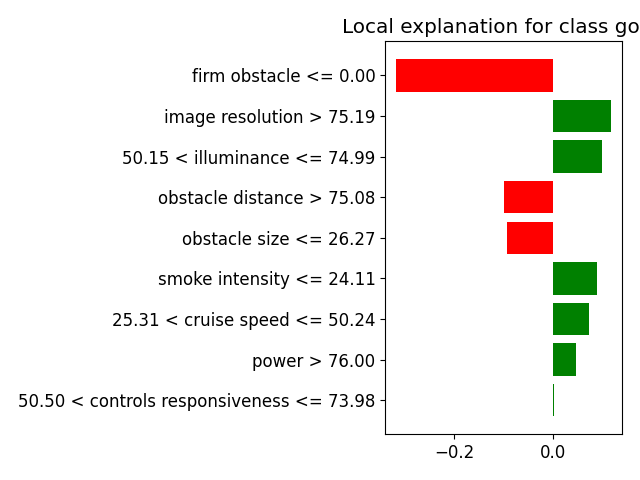 Local explanation for class go
firm obstacle <= 0.00
image resolution > 75.19
50.15 < illuminance <= 74.99
obstacle distance > 75.08
obstacle size <= 26.27
smoke intensity <= 24.11
25.31 < cruise speed <= 50.24
power > 76.00
50.50 < controls responsiveness <= 73.98
−0.2 0.0